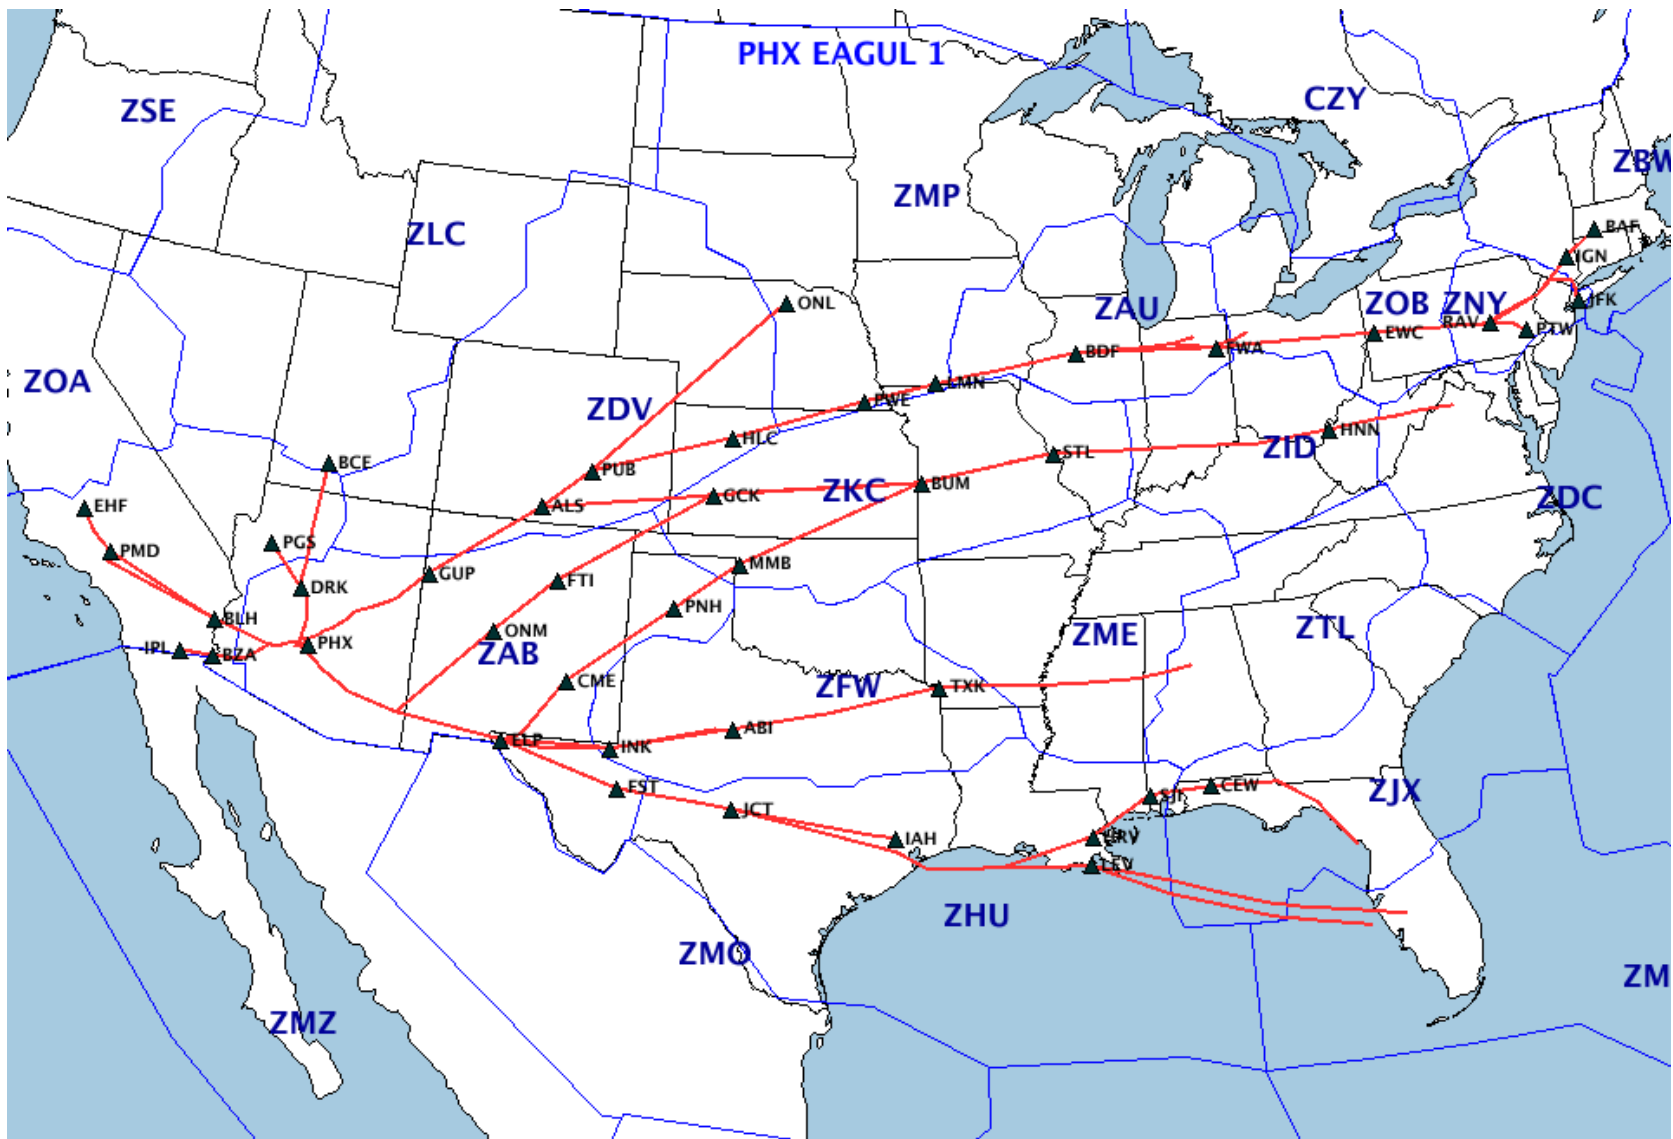 PHX EAGUL 1
ZSE
CZY
ZBW
ZMP
ZLC
BAF
IGN
ONL
ZAU
ZOB
ZNY
JFK
RAV
PTW
EWC
FWA
BDF
ZOA
LMN
PWE
ZDV
HLC
HNN
ZID
STL
BCE
PUB
ZKC
BUM
GCK
ZDC
EHF
ALS
PGS
PMD
MMB
GUP
FTI
DRK
PNH
BLH
ONM
ZME
ZTL
PHX
IPL
BZA
ZAB
CME
ZFW
TXK
ABI
ELP
INK
FST
CEW
ZJX
SJI
JCT
IAH
LEV
ZHU
ZMO
ZM
ZMZ